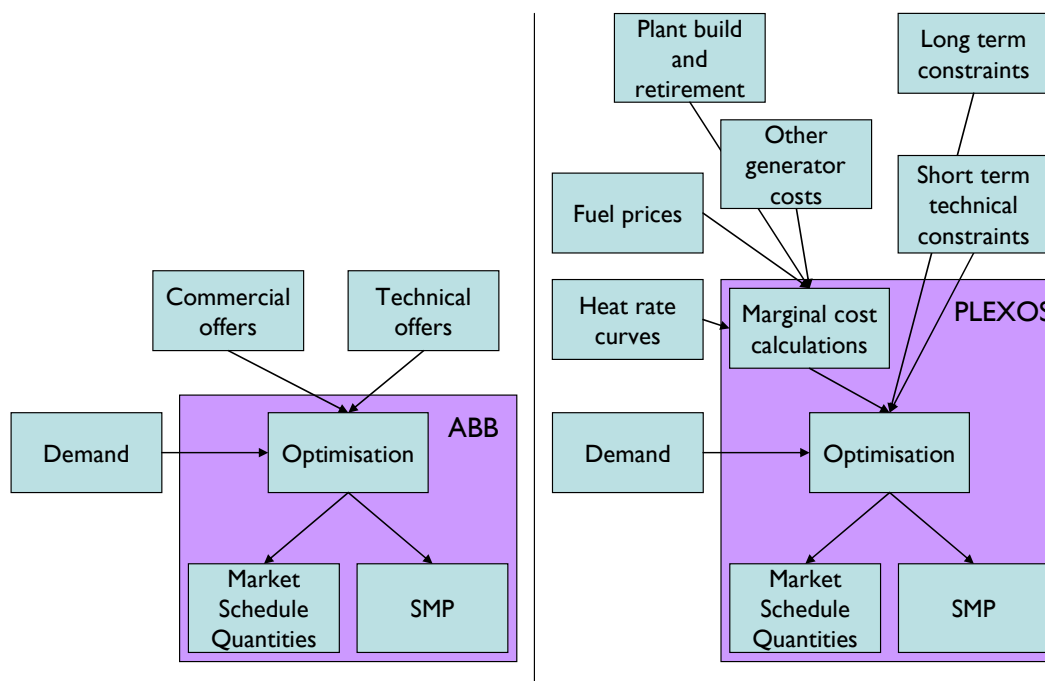 Commercial
offers
Technical
offers
ABB
Demand
Optimisation
Market
Schedule
Quantities
SMP
Plant build
and
retirement
Long term
constraints
Other
generator
costs
Short term
technical
constraints
Fuel prices
Heat rate
curves
Marginal cost
calculations
PLEXOS
Demand
Optimisation
Market
Schedule
Quantities
SMP